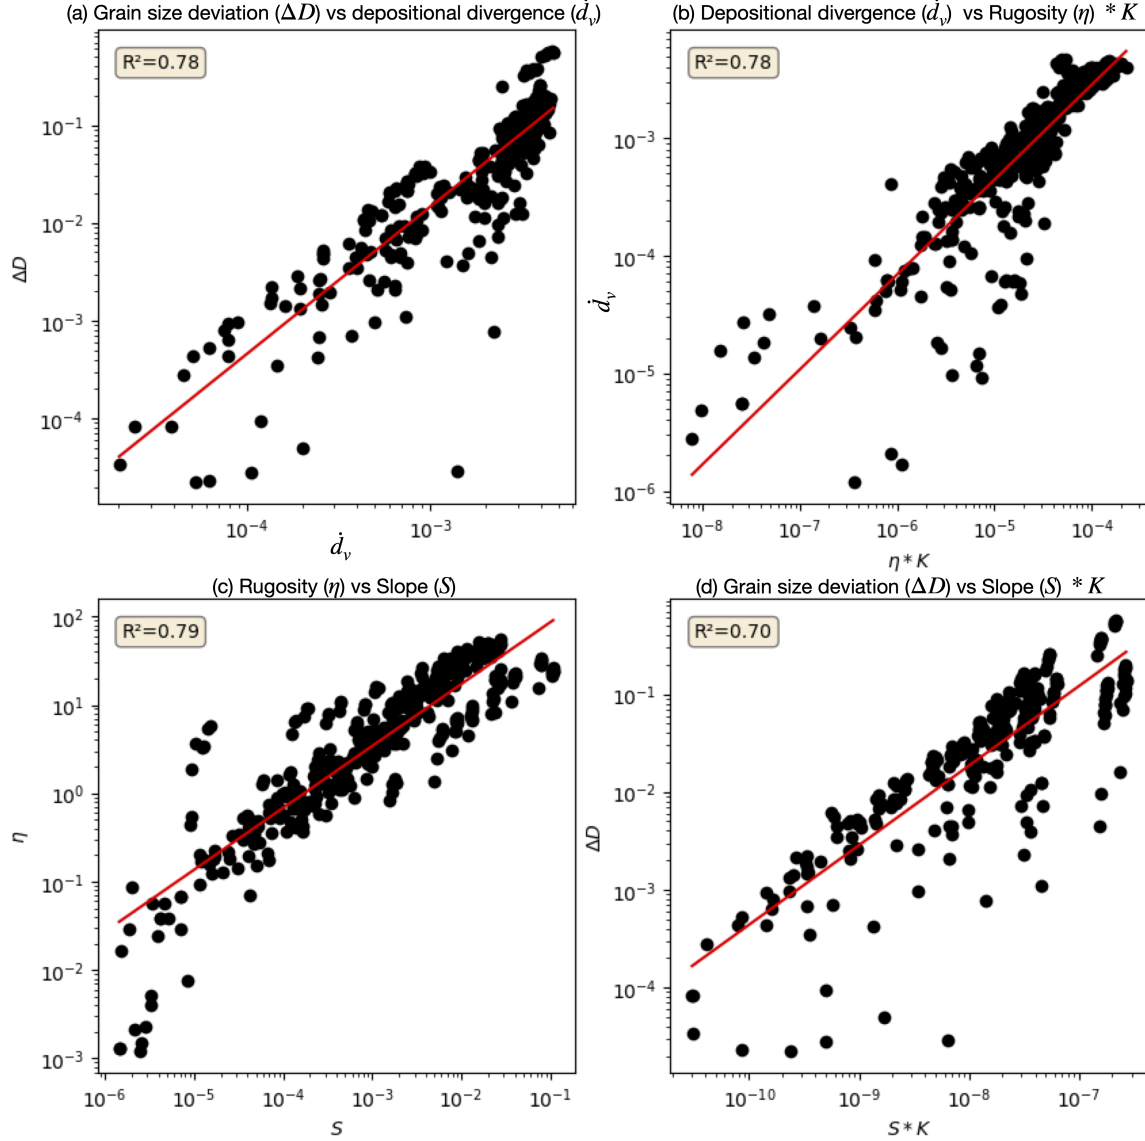 (a) Grain size deviation (ΔD) vs depositional divergence (ḋᵥ)
R²=0.78
10⁻¹
10⁻²
10⁻³
10⁻⁴
ΔD
10⁻⁴ 10⁻³
ḋᵥ
(b) Depositional divergence (ḋᵥ) vs Rugosity (η) * K
R²=0.78
10⁻³
10⁻⁴
10⁻⁵
10⁻⁶
ḋᵥ
10⁻⁸ 10⁻⁷ 10⁻⁶ 10⁻⁵ 10⁻⁴
η * K
(c) Rugosity (η) vs Slope (S)
R²=0.79
10²
10¹
10⁰
10⁻¹
10⁻²
10⁻³
η
10⁻⁶ 10⁻⁵ 10⁻⁴ 10⁻³ 10⁻² 10⁻¹
S
(d) Grain size deviation (ΔD) vs Slope (S) * K
R²=0.70
10⁻¹
10⁻²
10⁻³
10⁻⁴
ΔD
10⁻¹⁰ 10⁻⁹ 10⁻⁸ 10⁻⁷
S * K